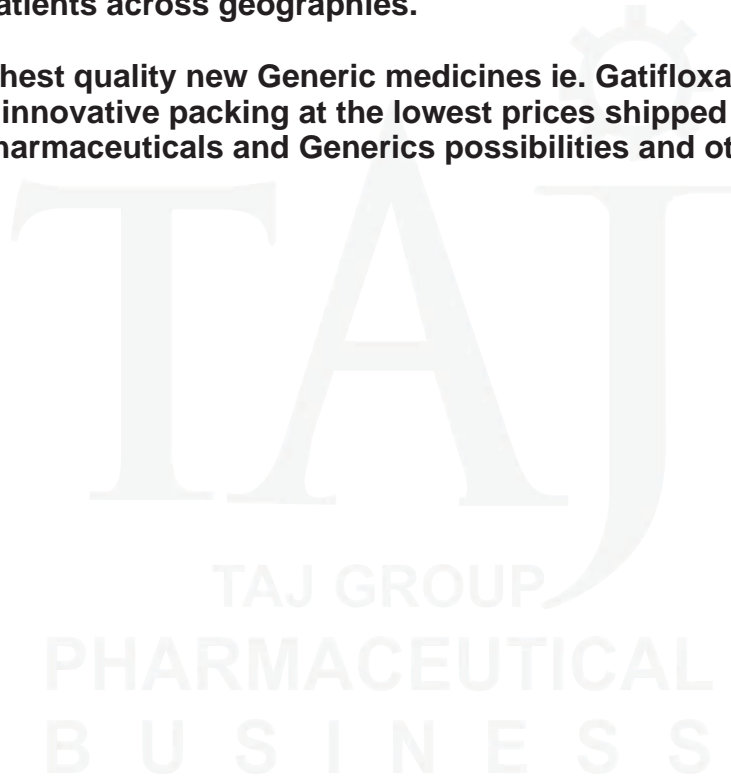 atients across geographies.
hest quality new Generic medicines ie. Gatifloxa
innovative packing at the lowest prices shipped
harmaceuticals and Generics possibilities and ot
TAJ
TAJ GROUP
PHARMACEUTICAL
BUSINESS